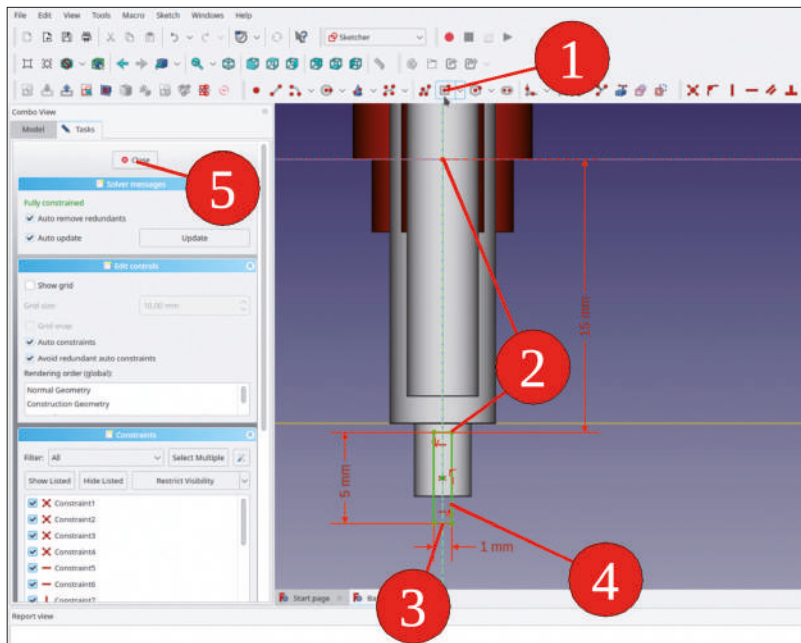 File Edit View Tools Macro Sketch Windows Help
Sketcher
1
Combo View
Model Tasks
Close
5
Solver messages
Fully constrained
Auto remove redundants
Auto update Update
Edit controls
Show grid
Grid size: 10.00 mm
Grid snap
Auto constraints
Avoid redundant auto constraints
Rendering order (global):
Normal Geometry
Construction Geometry
Constraints
Filter: All Select Multiple
Show Listed Hide Listed Restrict Visibility
Constraint1
Constraint2
Constraint3
Constraint4
Constraint5
Constraint6
Constraint7
15 mm
2
5 mm
1 mm
4
3
Start page
Report view